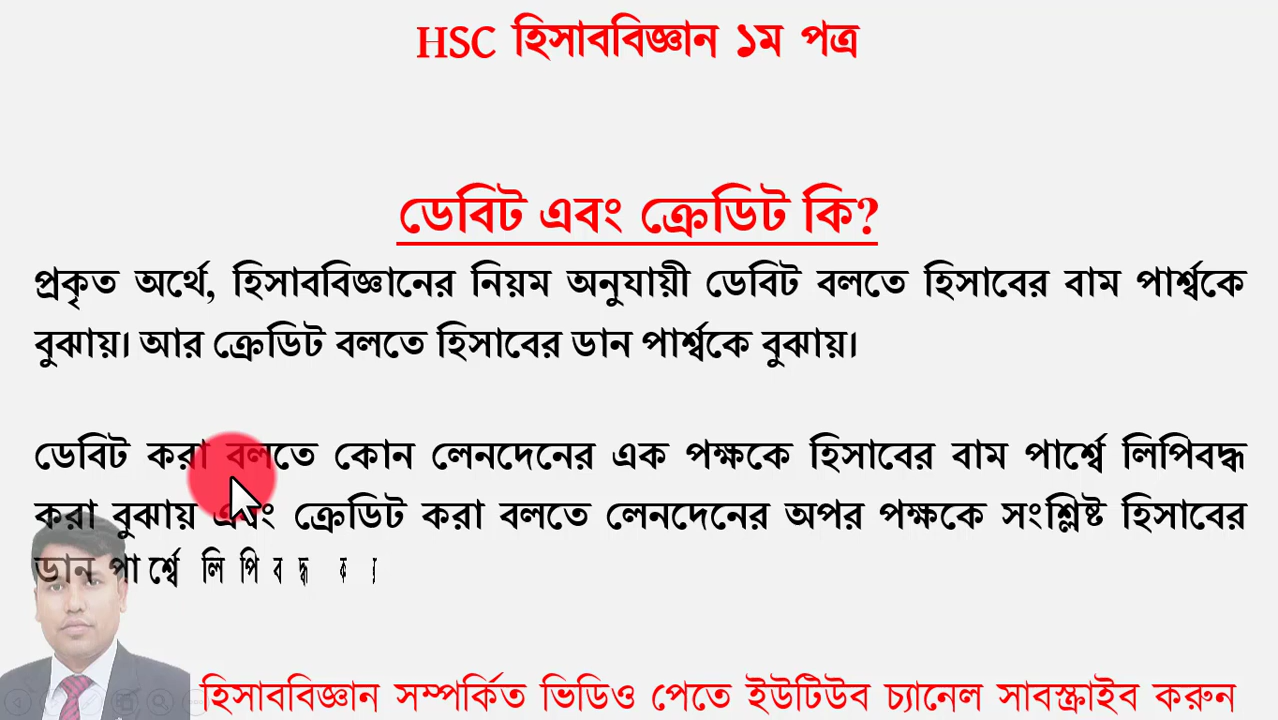 HSC হিসাববিজ্ঞান ১ম পত্র
ডেবিট এবং ক্রেডিট কি?
প্রকৃত অর্থে, হিসাববিজ্ঞানের নিয়ম অনুযায়ী ডেবিট বলতে হিসাবের বাম পার্শ্বকে
বুঝায়। আর ক্রেডিট বলতে হিসাবের ডান পার্শ্বকে বুঝায়।
ডেবিট করা বলতে কোন লেনদেনের এক পক্ষকে হিসাবের বাম পার্শ্বে লিপিবদ্ধ
করা বুঝায় এবং ক্রেডিট করা বলতে লেনদেনের অপর পক্ষকে সংশ্লিষ্ট হিসাবের
ডান পার্শ্বে লিপিবদ্ধ কর
হিসাববিজ্ঞান সম্পর্কিত ভিডিও পেতে ইউটিউব চ্যানেল সাবস্ক্রাইব করুন